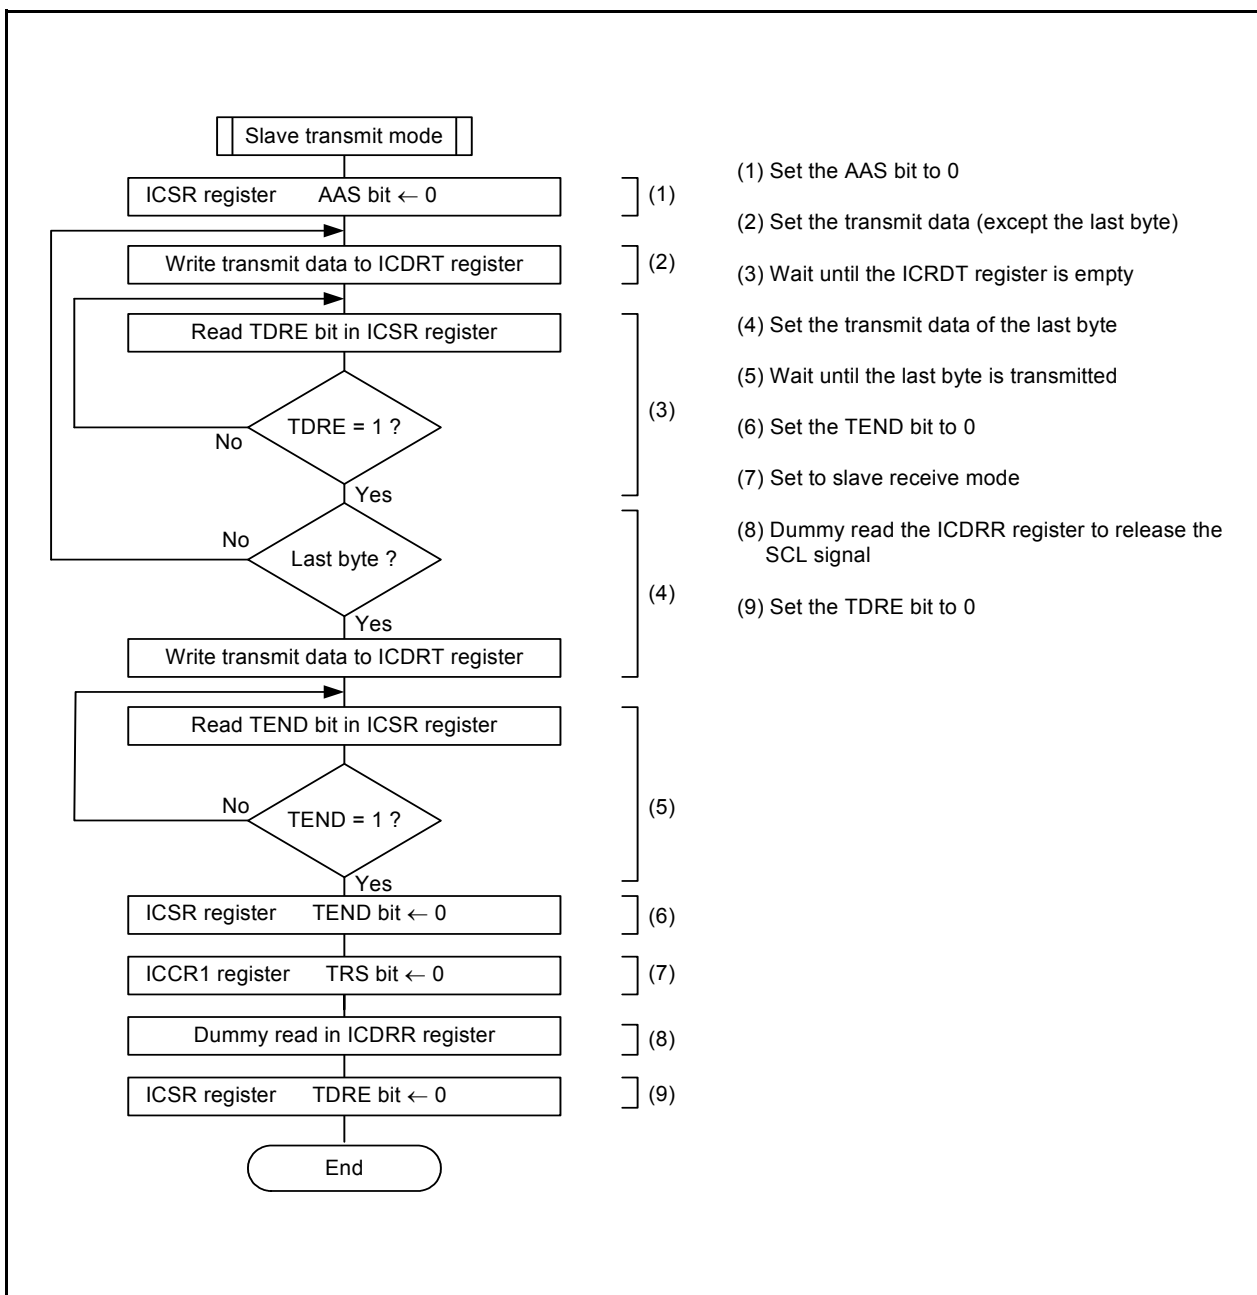 Slave transmit mode
ICSR register AAS bit ← 0
(1)
Write transmit data to ICDRT register
(2)
Read TDRE bit in ICSR register
TDRE = 1 ?
No
(3)
Yes
No
Last byte ?
(4)
Yes
Write transmit data to ICDRT register
Read TEND bit in ICSR register
No
TEND = 1 ?
(5)
Yes
ICSR register TEND bit ← 0
(6)
ICCR1 register TRS bit ← 0
(7)
Dummy read in ICDRR register
(8)
ICSR register TDRE bit ← 0
(9)
End
(1) Set the AAS bit to 0
(2) Set the transmit data (except the last byte)
(3) Wait until the ICRDT register is empty
(4) Set the transmit data of the last byte
(5) Wait until the last byte is transmitted
(6) Set the TEND bit to 0
(7) Set to slave receive mode
(8) Dummy read the ICDRR register to release the
SCL signal
(9) Set the TDRE bit to 0